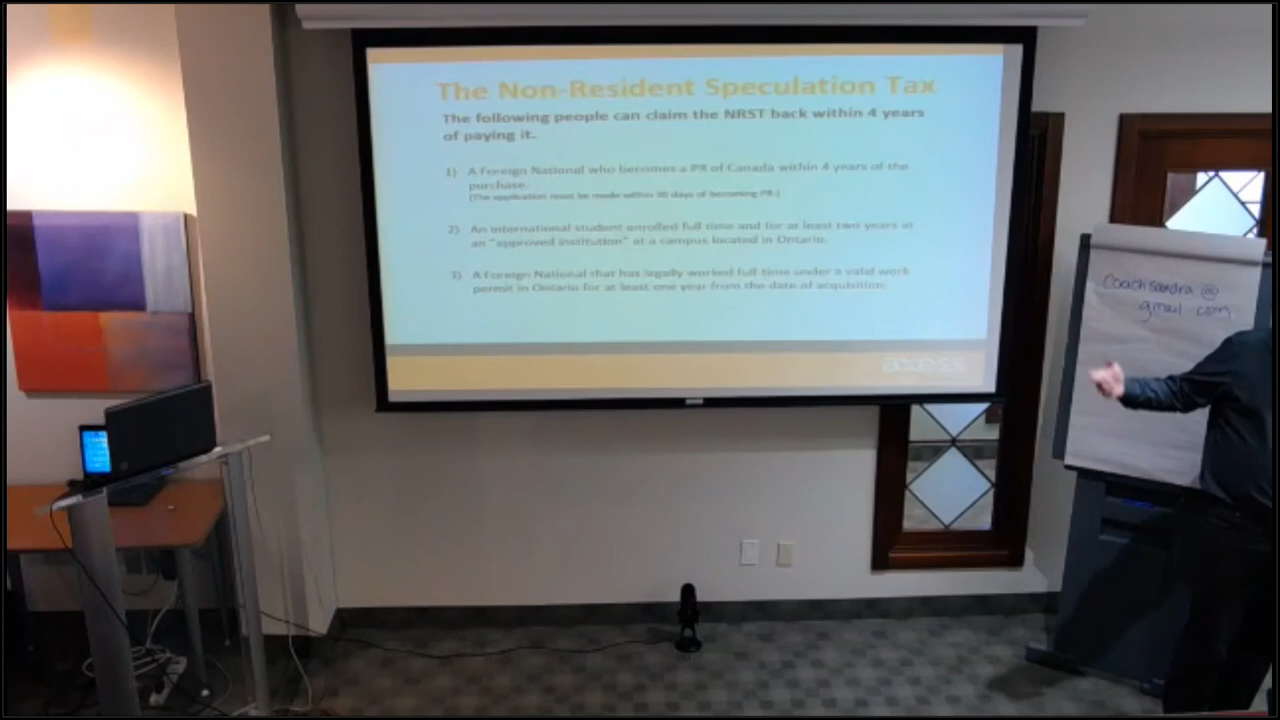 The Non-Resident Speculation Tax
The following people can claim the NRST back within 4 years
of paying it.
1) A Foreign National who becomes a PR of Canada within 4 years of the
purchase.
(The application must be made within 90 days of becoming PR.)
2) An international student enrolled full time and for at least two years at
an "approved institution" at a campus located in Ontario.
3) A Foreign National that has legally worked full-time under a valid work
permit in Ontario for at least one year from the date of acquisition.
axess
Coachsandra @
gmail com